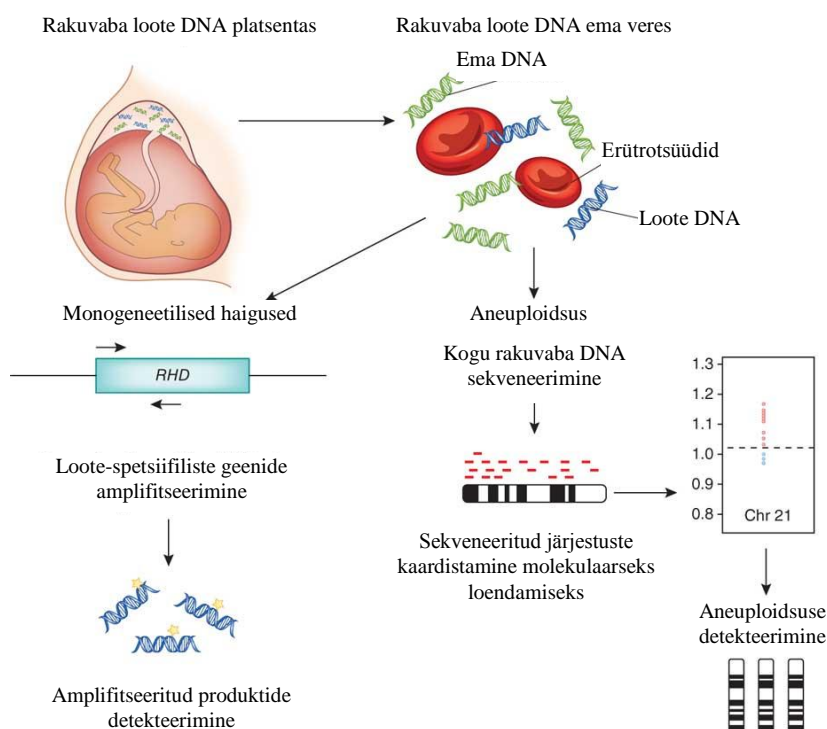 Rakuvaba loote DNA platsentas
Rakuvaba loote DNA ema veres
Ema DNA
Erütrotsüüdid
Loote DNA
Monogeneetilised haigused
RHD
Loote-spetsiifiliste geenide
amplifitseerimine
Amplifitseeritud produktide
detekteerimine
Aneuploidsus
Kogu rakuvaba DNA
sekveneerimine
Sekveneeritud järjestuste
kaardistamine molekulaarseks
loendamiseks
1.3
1.2
1.1
1.0
0.9
0.8
Chr 21
Aneuploidsuse
detekteerimine